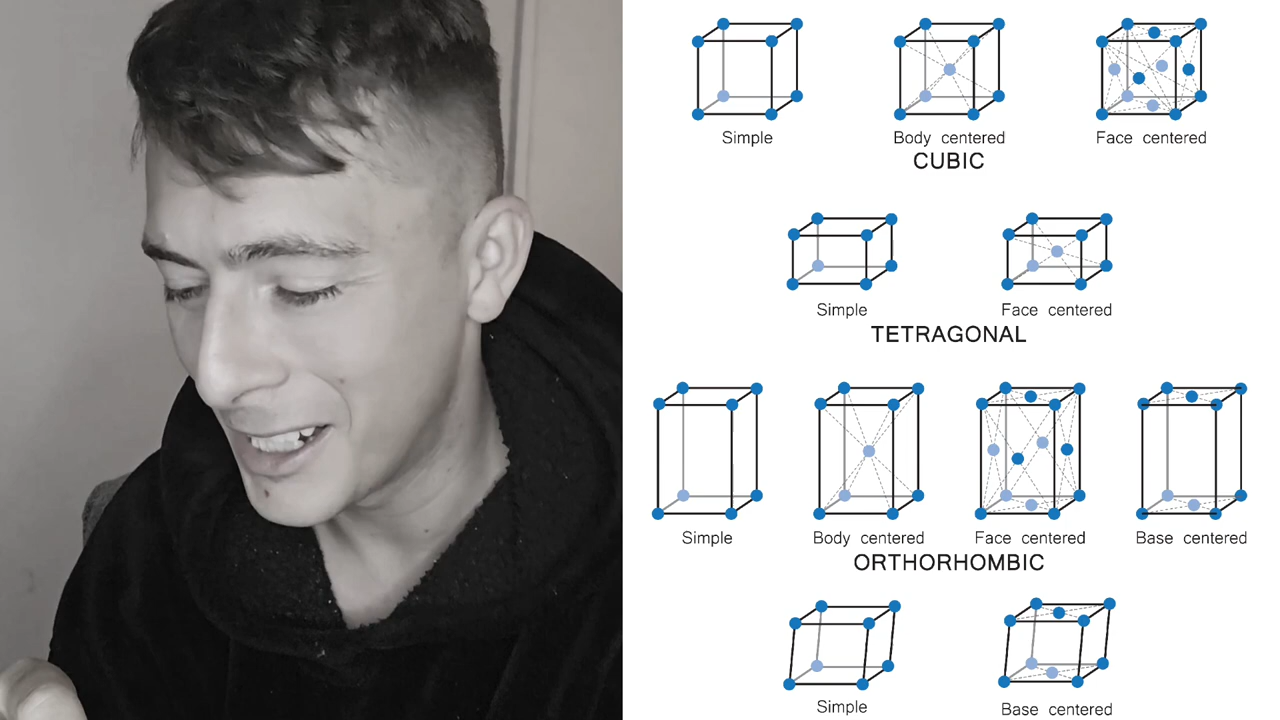 Simple Body centered Face centered
CUBIC
Simple Face centered
TETRAGONAL
Simple Body centered Face centered Base centered
ORTHORHOMBIC
Simple Base centered